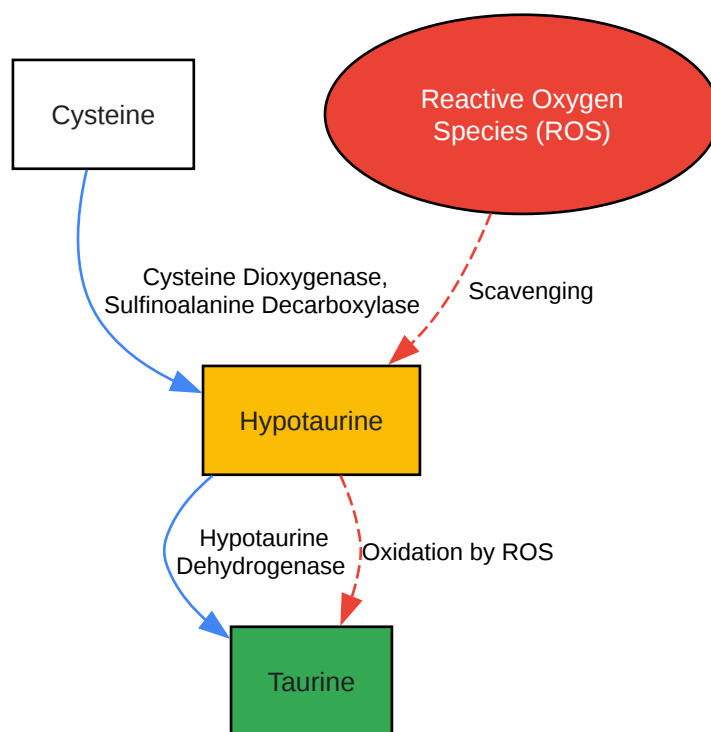 Cysteine
Reactive Oxygen
Species (ROS)
Cysteine Dioxygenase,
Sulfinoalanine Decarboxylase
Scavenging
Hypotaurine
Hypotaurine
Dehydrogenase
Oxidation by ROS
Taurine